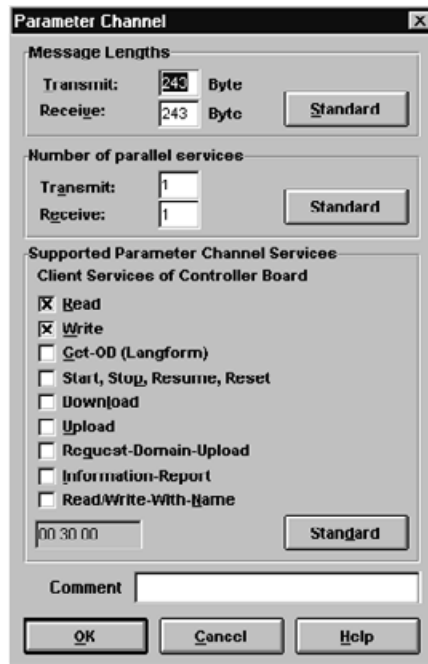 Parameter Channel
Message Lengths
Transmit: 243 Byte
Receive: 243 Byte
Standard
Number of parallel services
Transmit: 1
Receive: 1
Standard
Supported Parameter Channel Services
Client Services of Controller Board
Read
Write
Get-OD (Langform)
Start, Stop, Resume, Reset
Download
Upload
Request-Domain-Upload
Information-Report
Read/Write-With-Name
00 30 00 Standard
Comment
OK Cancel Help